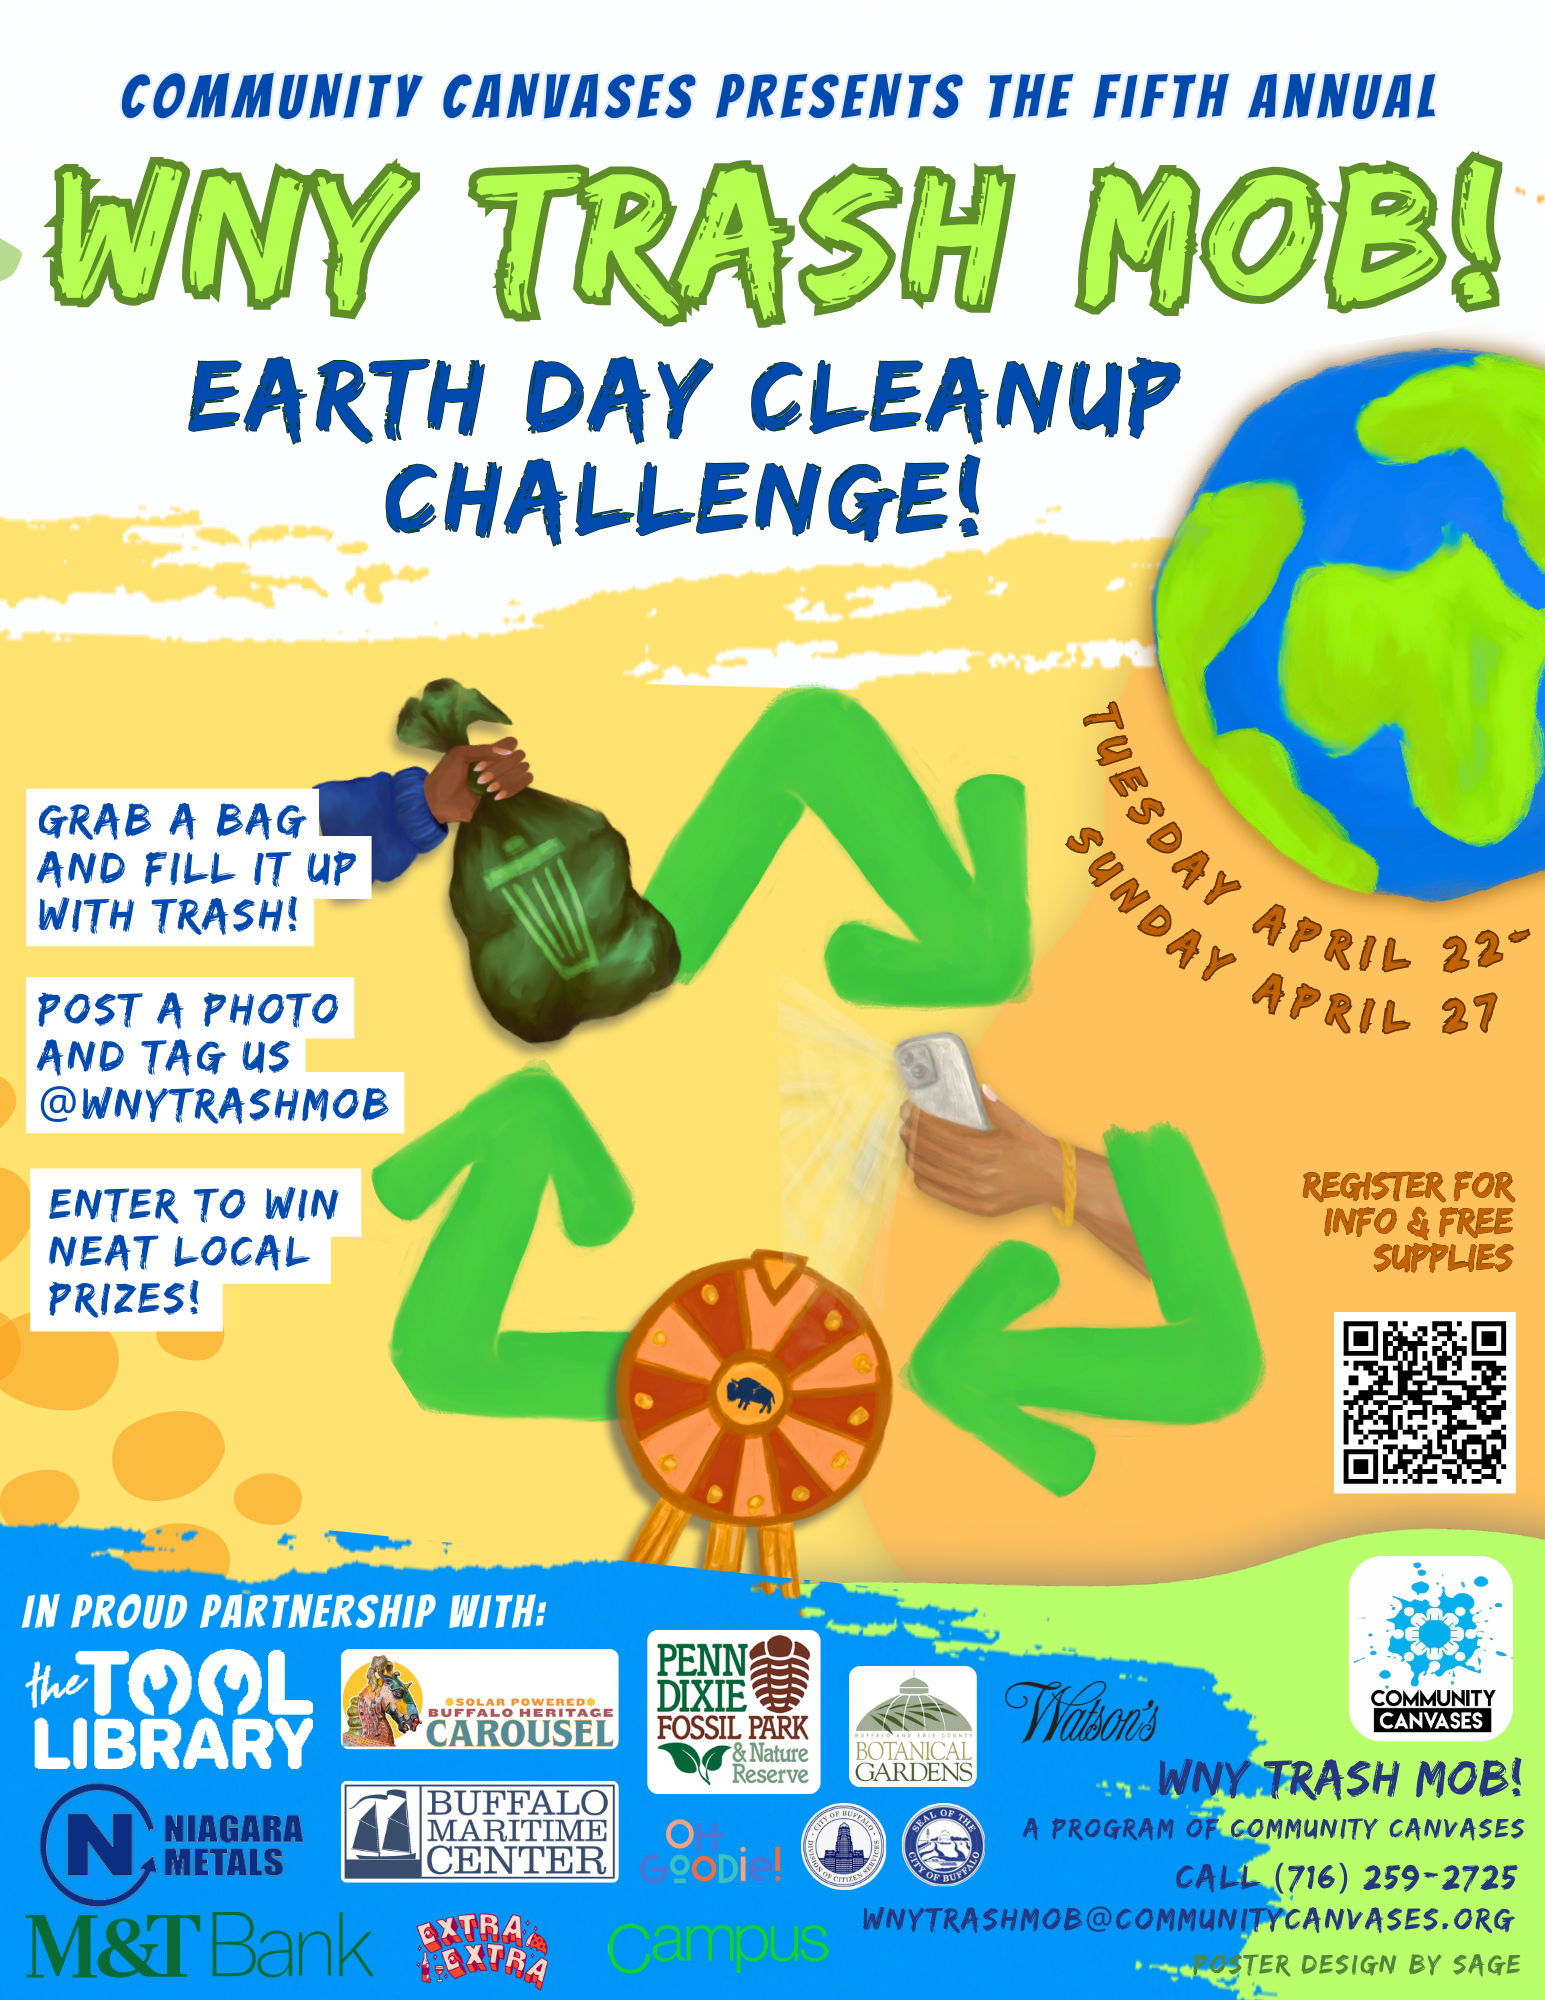 COMMUNITY CANVASES PRESENTS THE FIFTH ANNUAL
WNY TRASH MOB!
EARTH DAY CLEANUP
CHALLENGE!
TUESDAY APRIL 22-
SUNDAY APRIL 27
GRAB A BAG
AND FILL IT UP
WITH TRASH!
POST A PHOTO
AND TAG US
@WNYTRASHMOB
ENTER TO WIN
NEAT LOCAL
PRIZES!
REGISTER FOR
INFO & FREE
SUPPLIES
IN PROUD PARTNERSHIP WITH:
the TOOL
LIBRARY
SOLAR POWERED
BUFFALO HERITAGE
CAROUSEL
PENN
DIXIE
FOSSIL PARK
& Nature
Reserve
BUFFALO AND ERIE COUNTY
BOTANICAL
GARDENS
Watson's
COMMUNITY
CANVASES
N NIAGARA
METALS
BUFFALO
MARITIME
CENTER
OH
GOODie!
CITY OF BUFFALO
DIVISION OF CITIZEN SERVICES
SEAL OF THE
CITY OF BUFFALO
M&T Bank
EXTRA
EXTRA
Campus
WNY TRASH MOB!
A PROGRAM OF COMMUNITY CANVASES
CALL (716) 259-2725
WNYTRASHMOB@COMMUNITYCANVASES.ORG
POSTER DESIGN BY SAGE